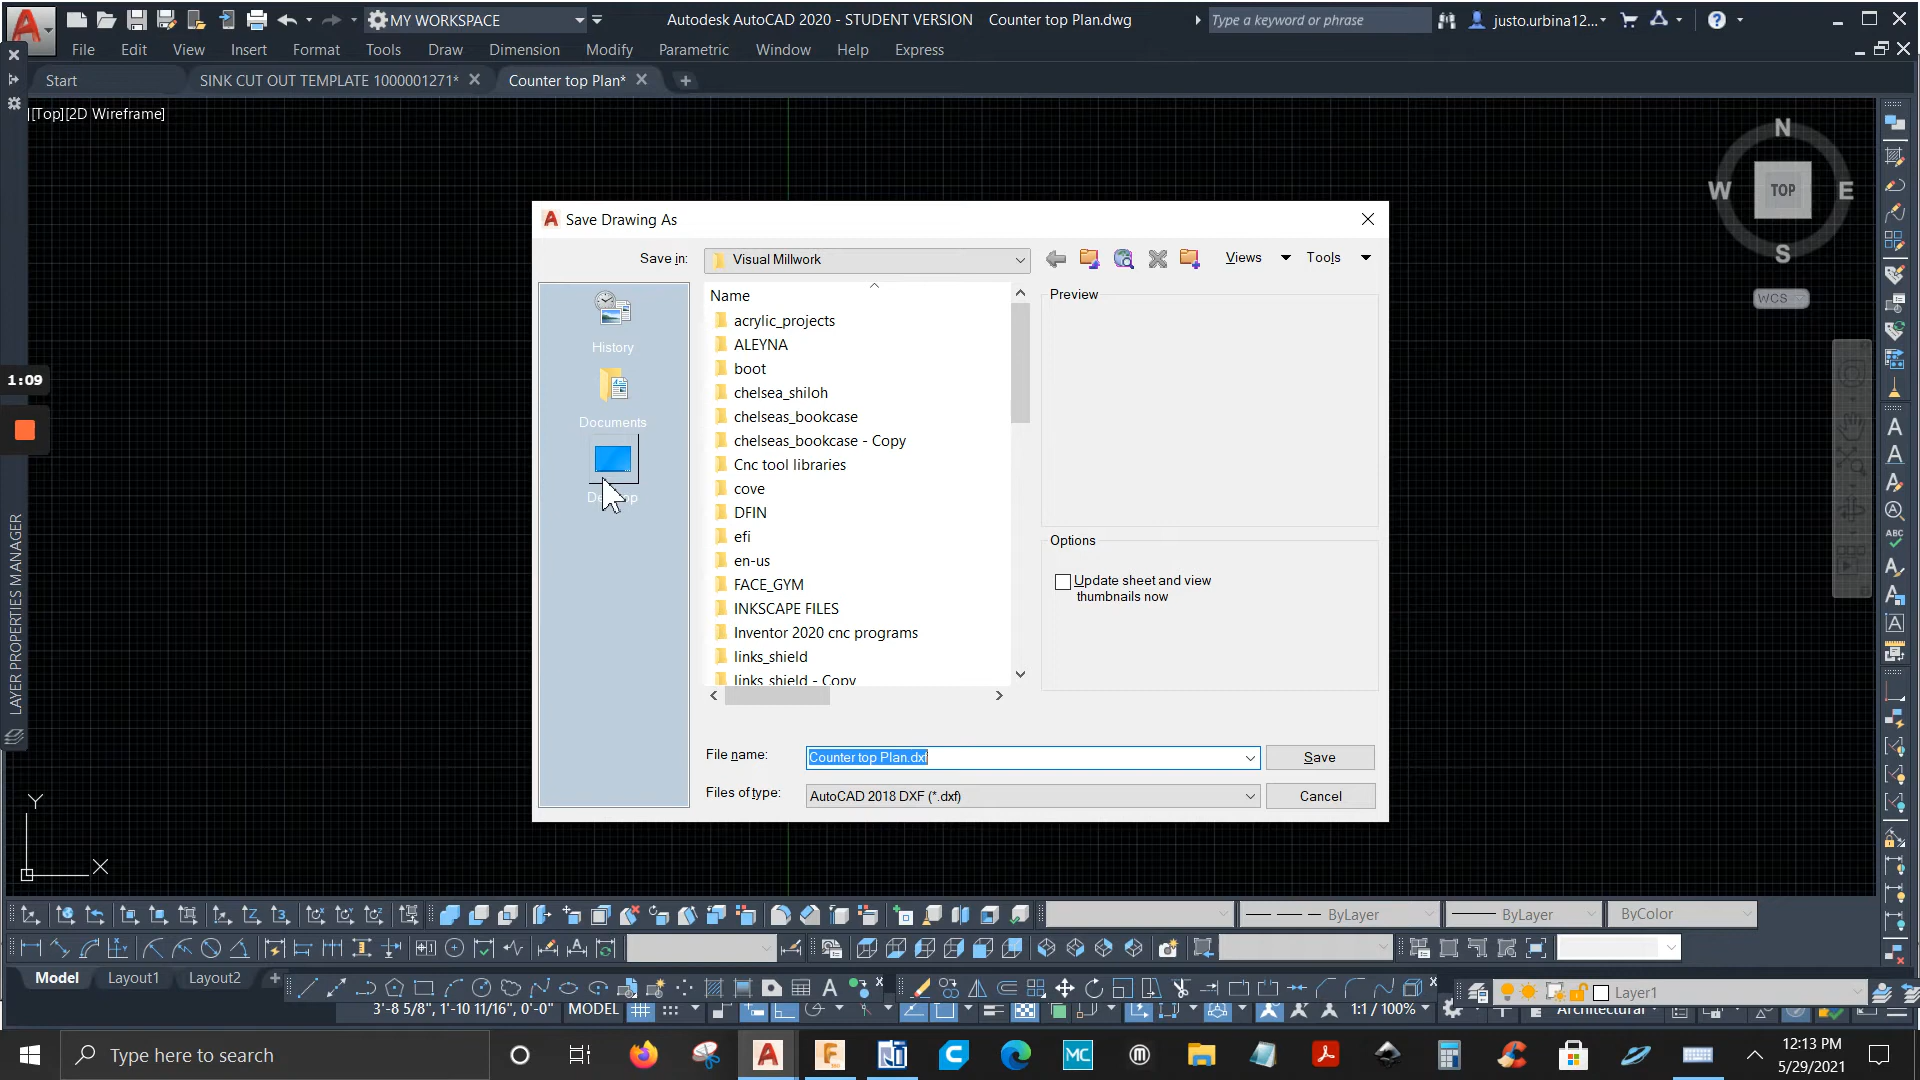 MY WORKSPACE
Autodesk AutoCAD 2020 - STUDENT VERSION Counter top Plan.dwg
Type a keyword or phrase
justo.urbina12...
File Edit View Insert Format Tools Draw Dimension Modify Parametric Window Help Express
Start
SINK CUT OUT TEMPLATE 1000001271*
Counter top Plan*
[Top][2D Wireframe]
N
W
TOP
E
S
WCS
1:09
LAYER PROPERTIES MANAGER
Save Drawing As
Save in:
Visual Millwork
Views
Tools
History
Documents
Name
acrylic_projects
ALEYNA
boot
chelsea_shiloh
chelseas_bookcase
chelseas_bookcase - Copy
Cnc tool libraries
cove
DFIN
efi
en-us
FACE_GYM
INKSCAPE FILES
Inventor 2020 cnc programs
links_shield
links_shield - Copy
Preview
Options
Update sheet and view
thumbnails now
File name:
Counter top Plan.dxf
Save
Files of type:
AutoCAD 2018 DXF (*.dxf)
Cancel
ABC
Y
X
ByLayer
ByLayer
ByColor
Model
Layout1
Layout2
Layer1
3'-8 5/8", 1'-10 11/16", 0'-0"
MODEL
1:1 / 100%
Architectural
Type here to search
MC
12:13 PM
5/29/2021